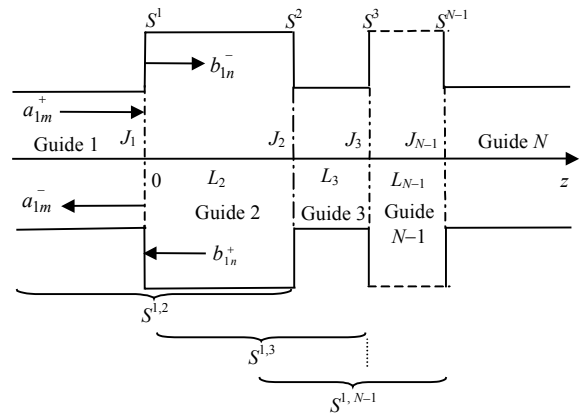 S^1 S^2 S^3 S^{N-1}
b_{1n}^-
a_{1m}^+
Guide 1 J_1 J_2 J_3 J_{N-1} Guide N
0 L_2 L_3 L_{N-1} z
a_{1m}^-
Guide 2 Guide 3 Guide
N-1
b_{1n}^+
S^{1,2}
S^{1,3}
S^{1, N-1}